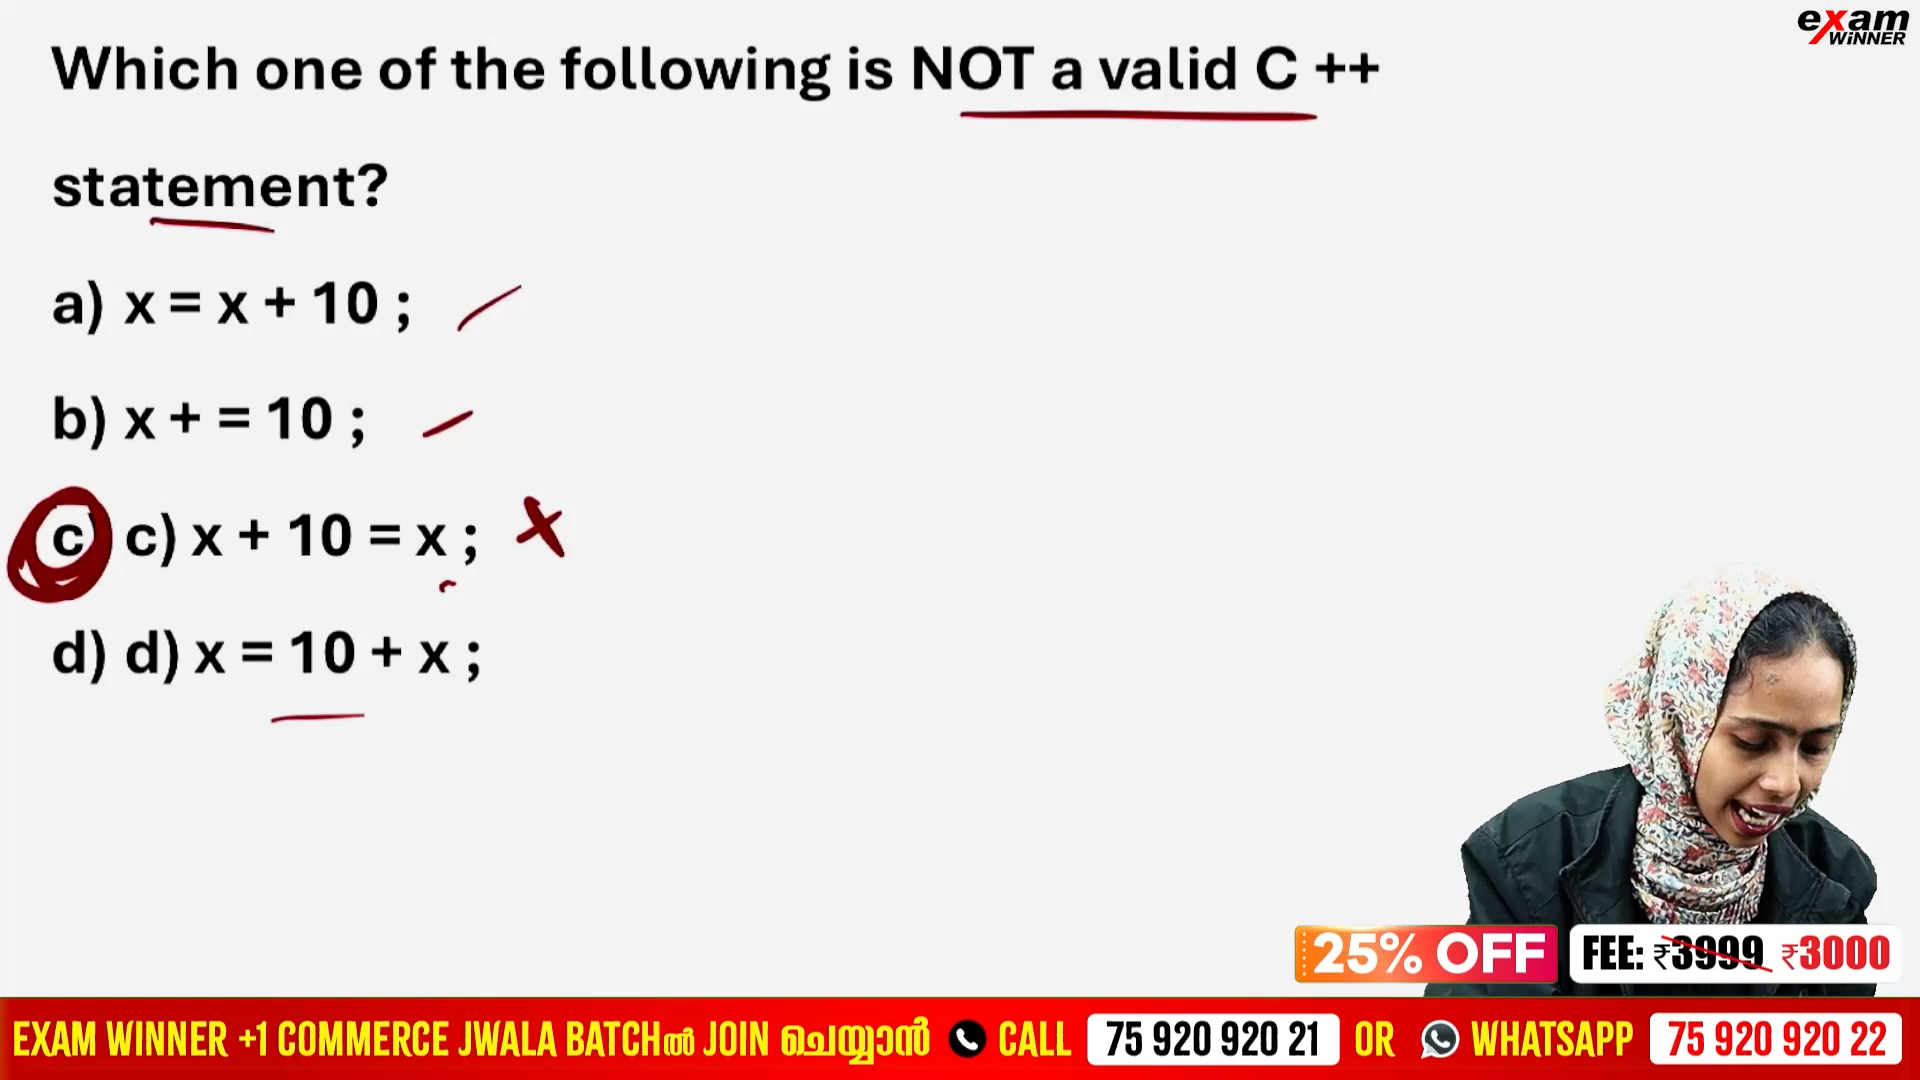 exam
WiNNER
Which one of the following is NOT a valid C ++
statement?
a) x = x + 10 ;
b) x + = 10 ;
c) c) x + 10 = x ;
d) d) x = 10 + x ;
25% OFF
FEE: ₹3999 ₹3000
EXAM WINNER +1 COMMERCE JWALA BATCHൽ JOIN ചെയ്യാൻ CALL 75 920 920 21 OR WHATSAPP 75 920 920 22